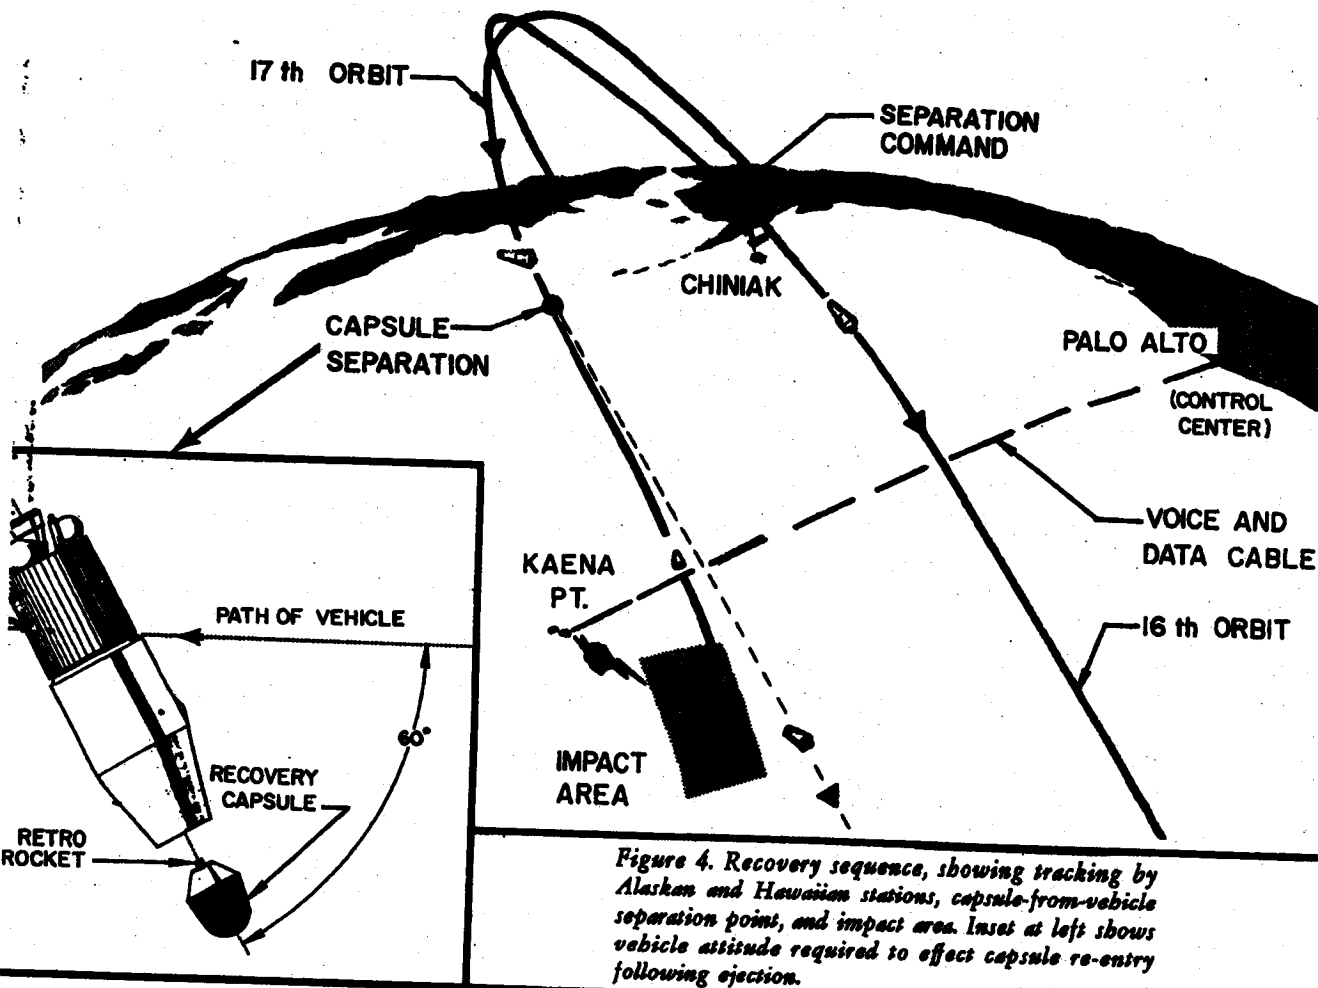 17 th ORBIT
SEPARATION
COMMAND
CHINIAK
CAPSULE
SEPARATION
PALO ALTO
(CONTROL
CENTER)
VOICE AND
DATA CABLE
KAENA
PT.
16 th ORBIT
PATH OF VEHICLE
60°
IMPACT
AREA
RECOVERY
CAPSULE
RETRO
ROCKET
Figure 4. Recovery sequence, showing tracking by
Alaskan and Hawaiian stations, capsule-from-vehicle
separation point, and impact area. Inset at left shows
vehicle attitude required to effect capsule re-entry
following ejection.